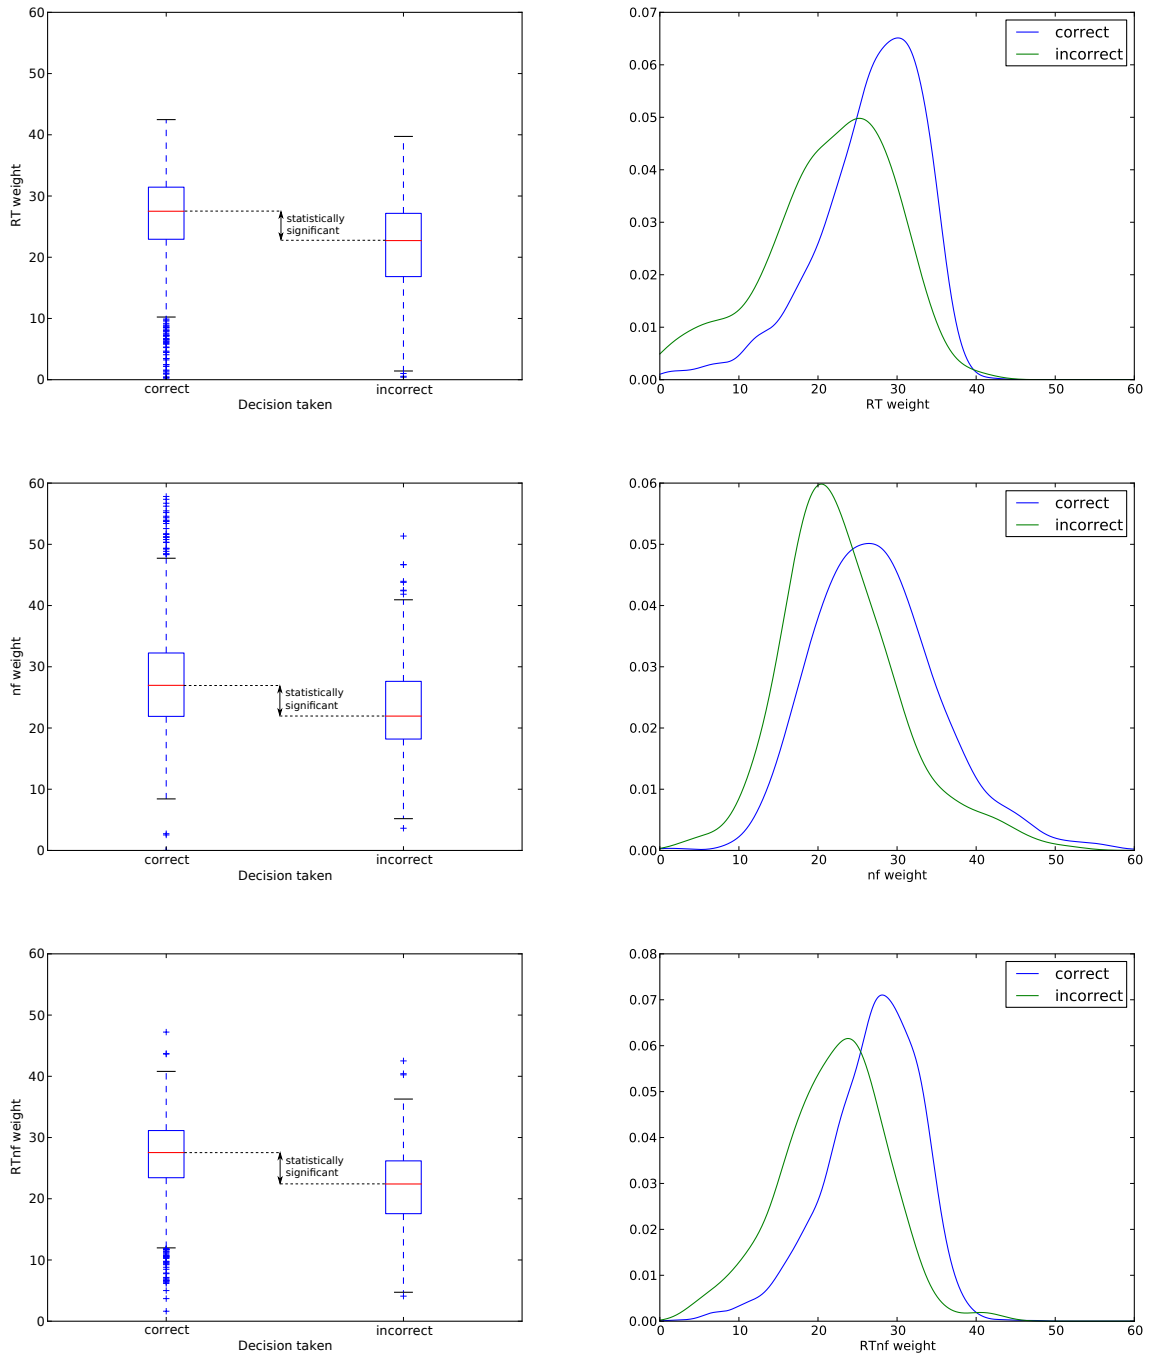 60
50
40
30
20
10
0
RT weight
statistically
significant
correct
incorrect
Decision taken
0.07
0.06
0.05
0.04
0.03
0.02
0.01
0.00
correct
incorrect
0
10
20
30
40
50
60
RT weight
60
50
40
30
20
10
0
nf weight
statistically
significant
correct
incorrect
Decision taken
0.06
0.05
0.04
0.03
0.02
0.01
0.00
correct
incorrect
0
10
20
30
40
50
60
nf weight
60
50
40
30
20
10
0
RTnf weight
statistically
significant
correct
incorrect
Decision taken
0.08
0.07
0.06
0.05
0.04
0.03
0.02
0.01
0.00
correct
incorrect
0
10
20
30
40
50
60
RTnf weight